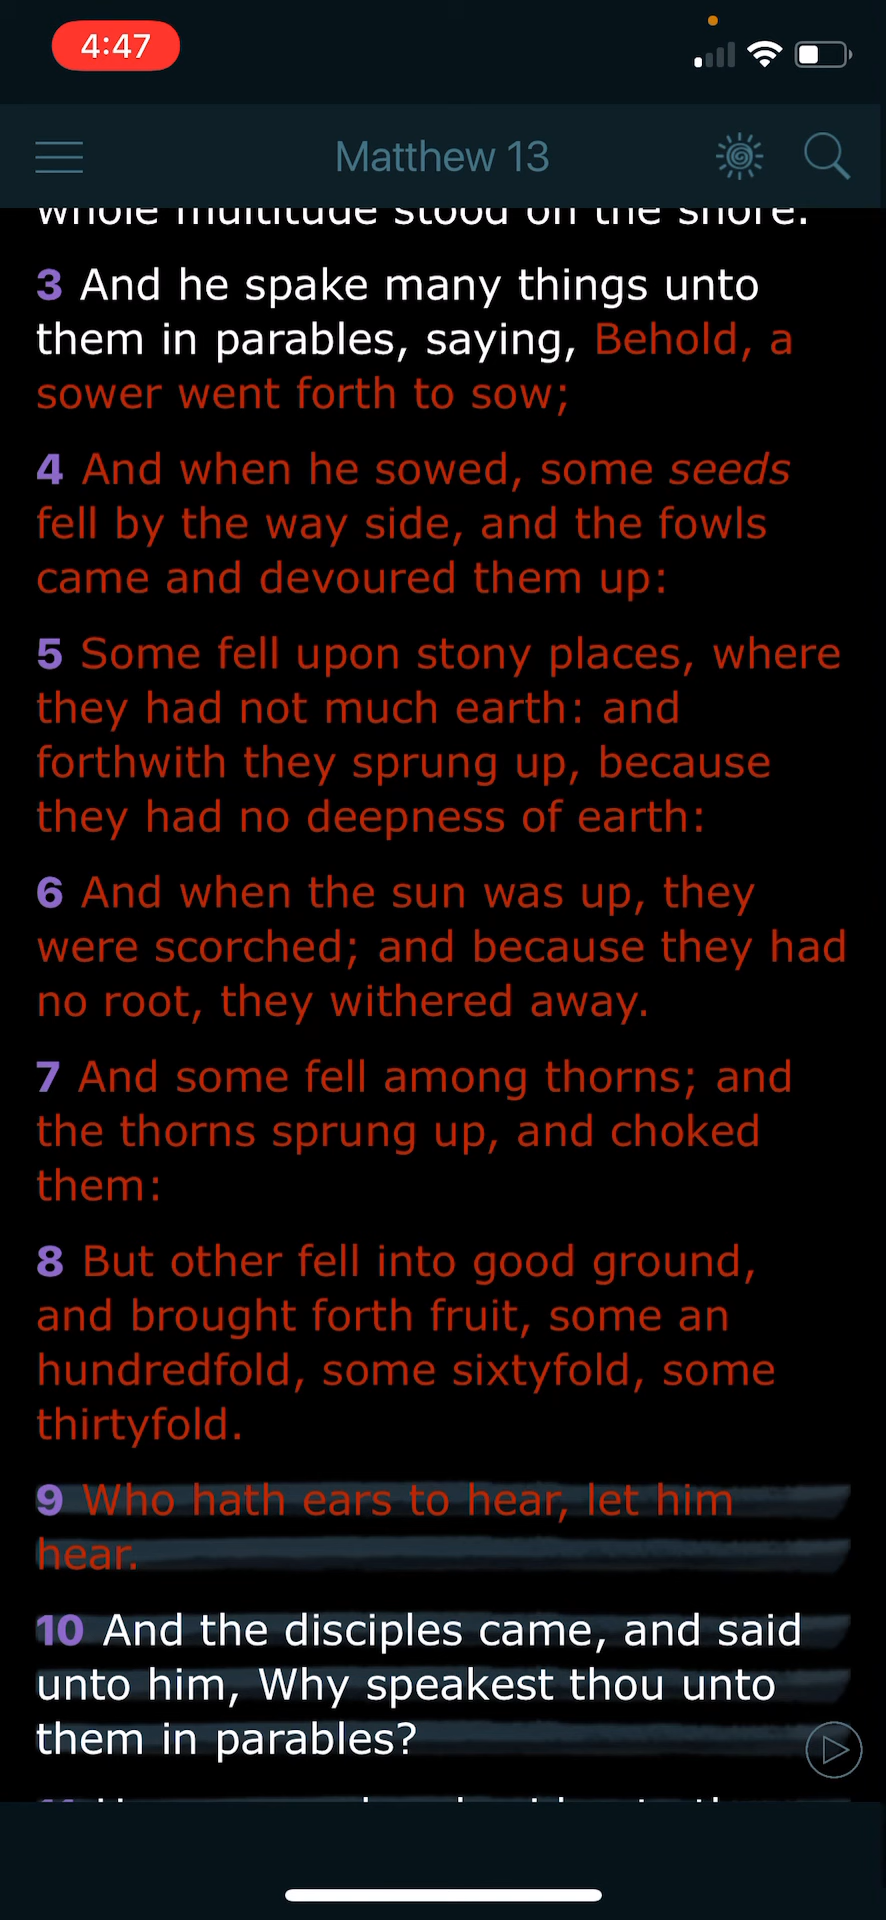 4:47
Matthew 13
whole multitude stood on the shore.
3 And he spake many things unto
them in parables, saying, Behold, a
sower went forth to sow;
4 And when he sowed, some seeds
fell by the way side, and the fowls
came and devoured them up:
5 Some fell upon stony places, where
they had not much earth: and
forthwith they sprung up, because
they had no deepness of earth:
6 And when the sun was up, they
were scorched; and because they had
no root, they withered away.
7 And some fell among thorns; and
the thorns sprung up, and choked
them:
8 But other fell into good ground,
and brought forth fruit, some an
hundredfold, some sixtyfold, some
thirtyfold.
9 Who hath ears to hear, let him
hear.
10 And the disciples came, and said
unto him, Why speakest thou unto
them in parables?